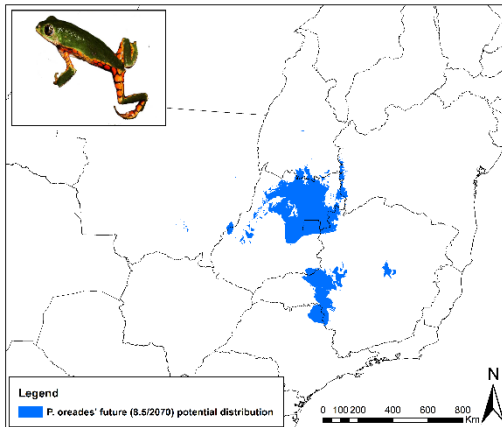 N
Legend
P. oreades' future (8.5/2070) potential distribution
0 100 200 400 600 800
Km